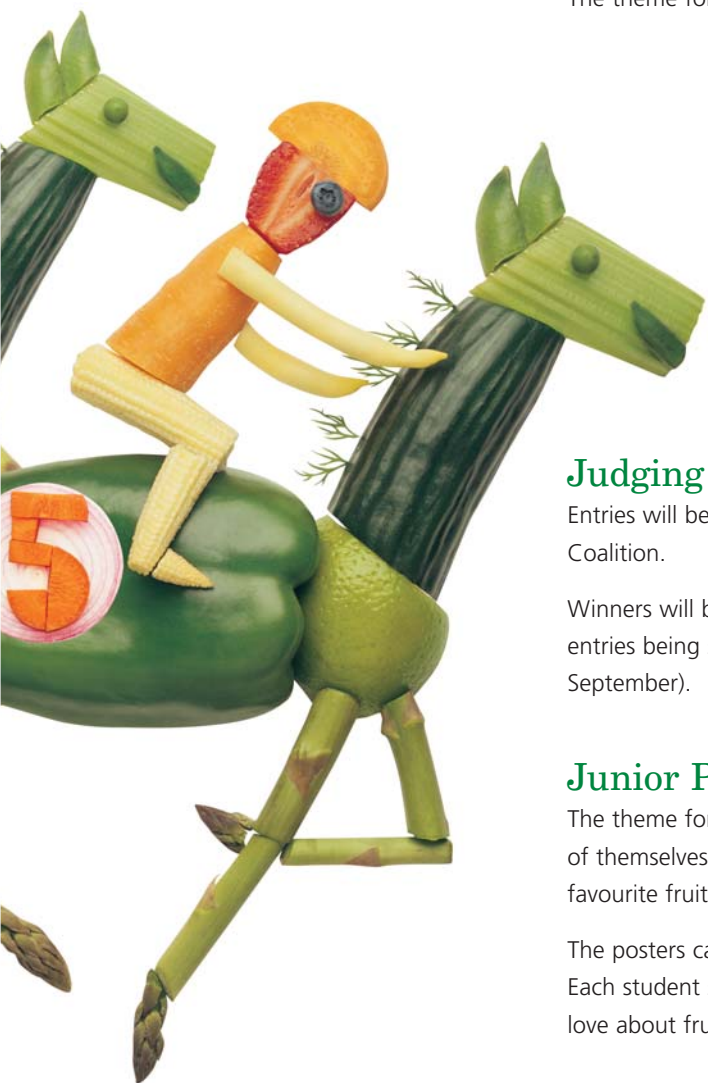 The theme for
5
Judging
Entries will be
Coalition.
Winners will b
entries being
September).
Junior P
The theme for
of themselves
favourite fruit
The posters ca
Each student
love about fru